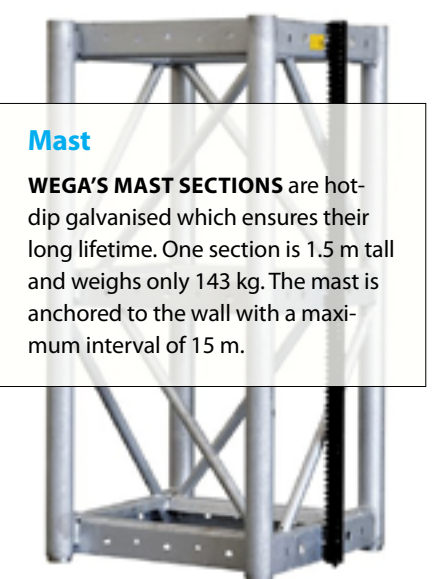 Mast
WEGA'S MAST SECTIONS are hot-
dip galvanised which ensures their
long lifetime. One section is 1.5 m tall
and weighs only 143 kg. The mast is
anchored to the wall with a maxi-
mum interval of 15 m.